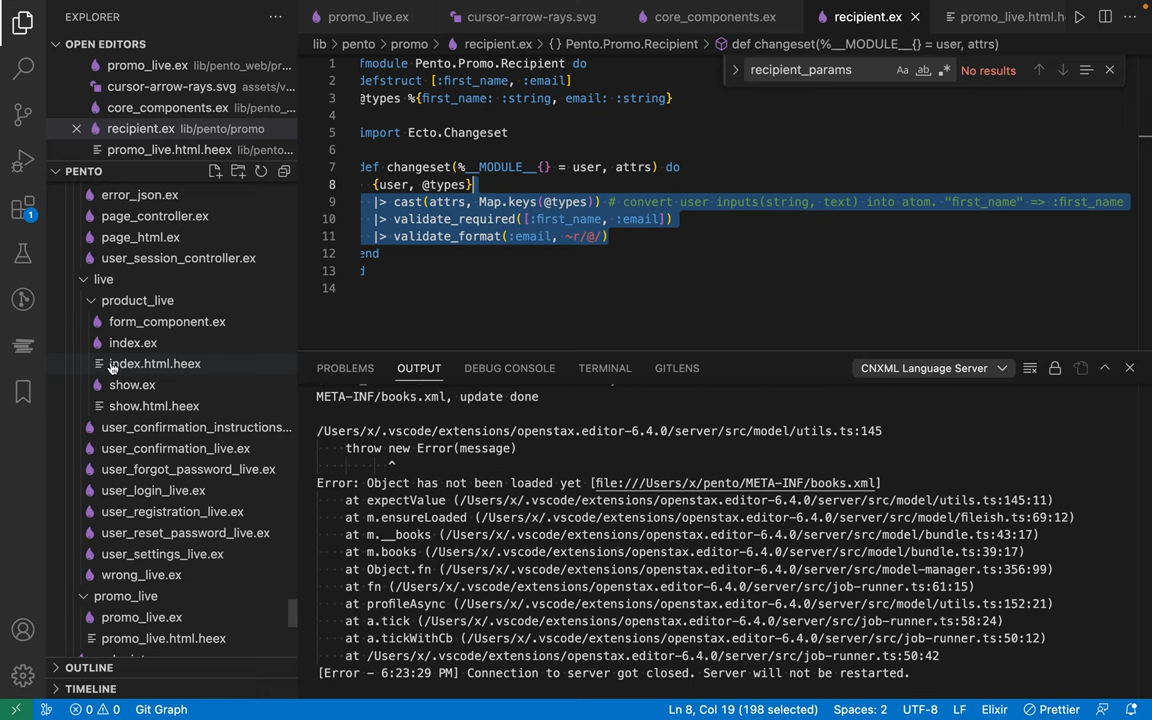 EXPLORER
OPEN EDITORS
promo_live.ex lib/pento_web/pr...
cursor-arrow-rays.svg assets/v...
core_components.ex lib/pento_...
recipient.ex lib/pento/promo
promo_live.html.heex lib/pento...
PENTO
error_json.ex
page_controller.ex
page_html.ex
user_session_controller.ex
live
product_live
form_component.ex
index.ex
index.html.heex
show.ex
show.html.heex
user_confirmation_instructions...
user_confirmation_live.ex
user_forgot_password_live.ex
user_login_live.ex
user_registration_live.ex
user_reset_password_live.ex
user_settings_live.ex
wrong_live.ex
promo_live
promo_live.ex
promo_live.html.heex
OUTLINE
TIMELINE
1
promo_live.ex
cursor-arrow-rays.svg
core_components.ex
recipient.ex
promo_live.html.h
lib > pento > promo > recipient.ex > {} Pento.Promo.Recipient > def changeset(%__MODULE__{} = user, attrs)
recipient_params
Aa ab
No results
1 fmodule Pento.Promo.Recipient do
2 defstruct [:first_name, :email]
3 @types %{first_name: :string, email: :string}
4
5 import Ecto.Changeset
6
7 def changeset(%__MODULE__{} = user, attrs) do
8 {user, @types}
9 |> cast(attrs, Map.keys(@types)) # convert user inputs(string, text) into atom. "first_name" => :first_name
10 |> validate_required([:first_name, :email])
11 |> validate_format(:email, ~r/@/)
12 end
13 d
14
PROBLEMS
OUTPUT
DEBUG CONSOLE
TERMINAL
GITLENS
CNXML Language Server
META-INF/books.xml, update done
/Users/x/.vscode/extensions/openstax.editor-6.4.0/server/src/model/utils.ts:145
throw new Error(message)
^
Error: Object has not been loaded yet [file:///Users/x/pento/META-INF/books.xml]
at expectValue (/Users/x/.vscode/extensions/openstax.editor-6.4.0/server/src/model/utils.ts:145:11)
at m.ensureLoaded (/Users/x/.vscode/extensions/openstax.editor-6.4.0/server/src/model/fileish.ts:69:12)
at m.__books (/Users/x/.vscode/extensions/openstax.editor-6.4.0/server/src/model/bundle.ts:43:17)
at m.books (/Users/x/.vscode/extensions/openstax.editor-6.4.0/server/src/model/bundle.ts:39:17)
at Object.fn (/Users/x/.vscode/extensions/openstax.editor-6.4.0/server/src/model-manager.ts:356:99)
at fn (/Users/x/.vscode/extensions/openstax.editor-6.4.0/server/src/job-runner.ts:61:15)
at profileAsync (/Users/x/.vscode/extensions/openstax.editor-6.4.0/server/src/model/utils.ts:152:21)
at a.tick (/Users/x/.vscode/extensions/openstax.editor-6.4.0/server/src/job-runner.ts:58:24)
at a.tickWithCb (/Users/x/.vscode/extensions/openstax.editor-6.4.0/server/src/job-runner.ts:50:12)
at /Users/x/.vscode/extensions/openstax.editor-6.4.0/server/src/job-runner.ts:50:42
[Error - 6:23:29 PM] Connection to server got closed. Server will not be restarted.
0 0 Git Graph
Ln 8, Col 19 (198 selected)
Spaces: 2
UTF-8
LF
Elixir
Prettier